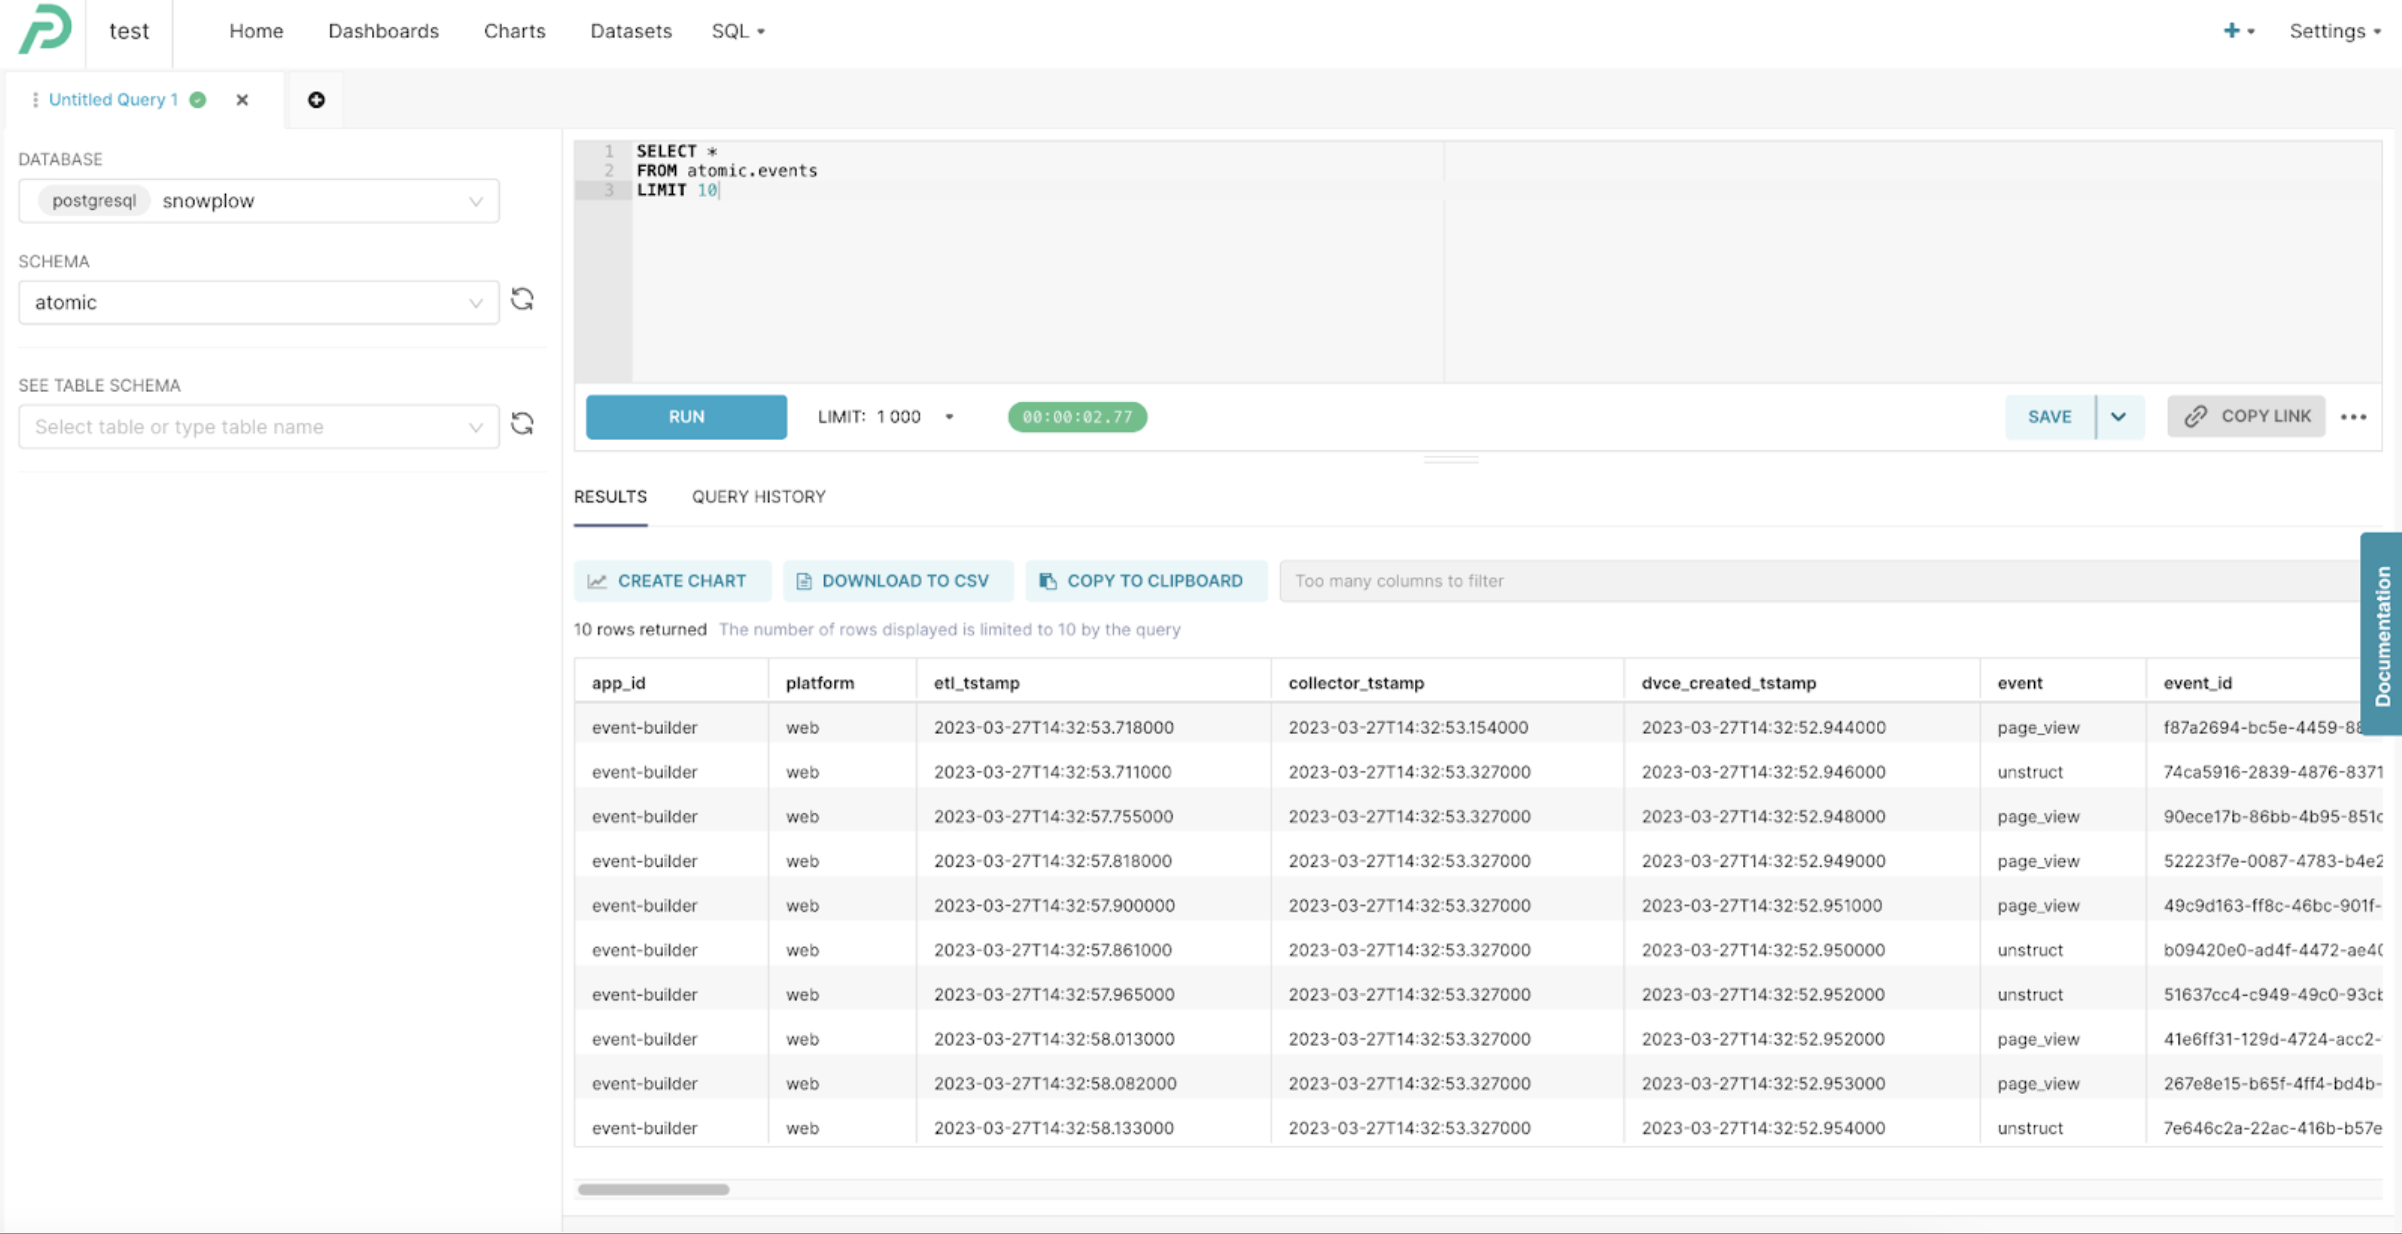 test
Home Dashboards Charts Datasets SQL
Settings
Untitled Query 1
DATABASE
postgresql snowplow
SCHEMA
atomic
SEE TABLE SCHEMA
Select table or type table name
1 SELECT *
2 FROM atomic.events
3 LIMIT 10
RUN LIMIT: 1 000 00:00:02.77 SAVE COPY LINK
RESULTS QUERY HISTORY
CREATE CHART DOWNLOAD TO CSV COPY TO CLIPBOARD Too many columns to filter
10 rows returned The number of rows displayed is limited to 10 by the query
Documentation
app_id platform etl_tstamp collector_tstamp dvce_created_tstamp event event_id
event-builder web 2023-03-27T14:32:53.718000 2023-03-27T14:32:53.154000 2023-03-27T14:32:52.944000 page_view f87a2694-bc5e-4459-88
event-builder web 2023-03-27T14:32:53.711000 2023-03-27T14:32:53.327000 2023-03-27T14:32:52.946000 unstruct 74ca5916-2839-4876-8371
event-builder web 2023-03-27T14:32:57.755000 2023-03-27T14:32:53.327000 2023-03-27T14:32:52.948000 page_view 90ece17b-86bb-4b95-851c
event-builder web 2023-03-27T14:32:57.818000 2023-03-27T14:32:53.327000 2023-03-27T14:32:52.949000 page_view 52223f7e-0087-4783-b4e2
event-builder web 2023-03-27T14:32:57.900000 2023-03-27T14:32:53.327000 2023-03-27T14:32:52.951000 page_view 49c9d163-ff8c-46bc-901f-
event-builder web 2023-03-27T14:32:57.861000 2023-03-27T14:32:53.327000 2023-03-27T14:32:52.950000 unstruct b09420e0-ad4f-4472-ae40
event-builder web 2023-03-27T14:32:57.965000 2023-03-27T14:32:53.327000 2023-03-27T14:32:52.952000 unstruct 51637cc4-c949-49c0-93cb
event-builder web 2023-03-27T14:32:58.013000 2023-03-27T14:32:53.327000 2023-03-27T14:32:52.952000 page_view 41e6ff31-129d-4724-acc2-
event-builder web 2023-03-27T14:32:58.082000 2023-03-27T14:32:53.327000 2023-03-27T14:32:52.953000 page_view 267e8e15-b65f-4ff4-bd4b-
event-builder web 2023-03-27T14:32:58.133000 2023-03-27T14:32:53.327000 2023-03-27T14:32:52.954000 unstruct 7e646c2a-22ac-416b-b57e